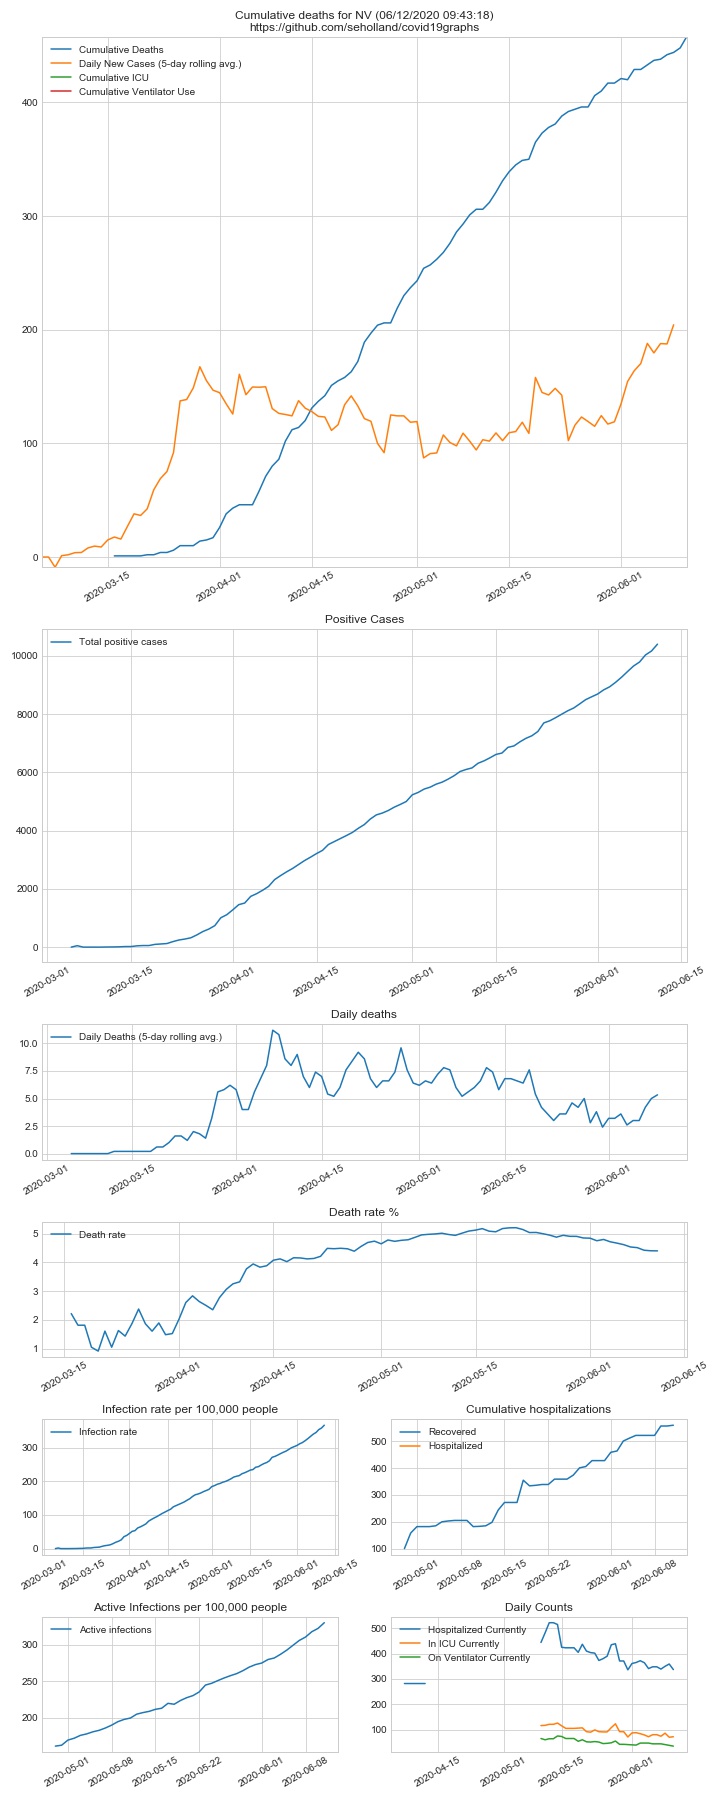 Cumulative deaths for NV (06/12/2020 09:43:18)
https://github.com/seholland/covid19graphs
Cumulative Deaths
Daily New Cases (5-day rolling avg.)
Cumulative ICU
Cumulative Ventilator Use
400
300
200
100
0
2020-03-15 2020-04-01 2020-04-15 2020-05-01 2020-05-15 2020-06-01
Positive Cases
Total positive cases
10000
8000
6000
4000
2000
0
2020-03-01 2020-03-15 2020-04-01 2020-04-15 2020-05-01 2020-05-15 2020-06-01 2020-06-15
Daily deaths
Daily Deaths (5-day rolling avg.)
10.0
7.5
5.0
2.5
0.0
2020-03-01 2020-03-15 2020-04-01 2020-04-15 2020-05-01 2020-05-15 2020-06-01
Death rate %
Death rate
5
4
3
2
1
2020-03-15 2020-04-01 2020-04-15 2020-05-01 2020-05-15 2020-06-01 2020-06-15
Infection rate per 100,000 people
Infection rate
300
200
100
0
2020-03-01 2020-03-15 2020-04-01 2020-04-15 2020-05-01 2020-05-15 2020-06-01 2020-06-15
Cumulative hospitalizations
Recovered
Hospitalized
500
400
300
200
100
2020-05-01 2020-05-08 2020-05-15 2020-05-22 2020-06-01 2020-06-08
Active Infections per 100,000 people
Active infections
300
250
200
2020-05-01 2020-05-08 2020-05-15 2020-05-22 2020-06-01 2020-06-08
Daily Counts
Hospitalized Currently
In ICU Currently
On Ventilator Currently
500
400
300
200
100
2020-04-15 2020-05-01 2020-05-15 2020-06-01